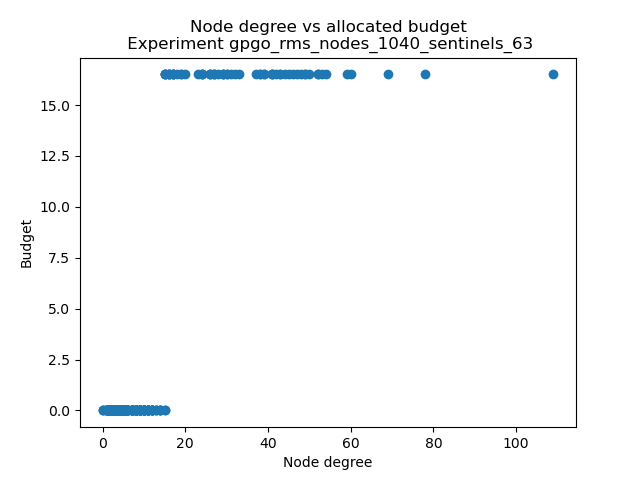 Node degree vs allocated budget
Experiment gpgo_rms_nodes_1040_sentinels_63
15.0
12.5
10.0
7.5
5.0
2.5
0.0
Budget
0 20 40 60 80 100
Node degree